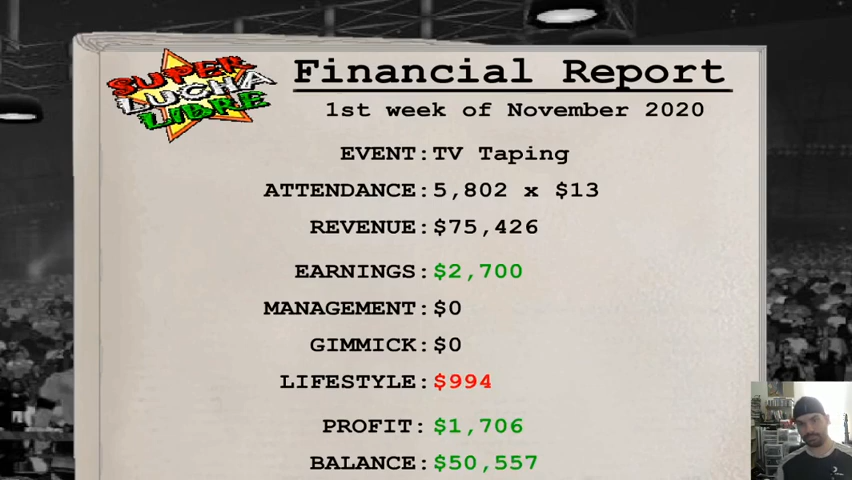 SUPER
LUCHA
LIBRE
Financial Report
1st week of November 2020
EVENT: TV Taping
ATTENDANCE: 5,802 x $13
REVENUE: $75,426
EARNINGS: $2,700
MANAGEMENT: $0
GIMMICK: $0
LIFESTYLE: $994
PROFIT: $1,706
BALANCE: $50,557